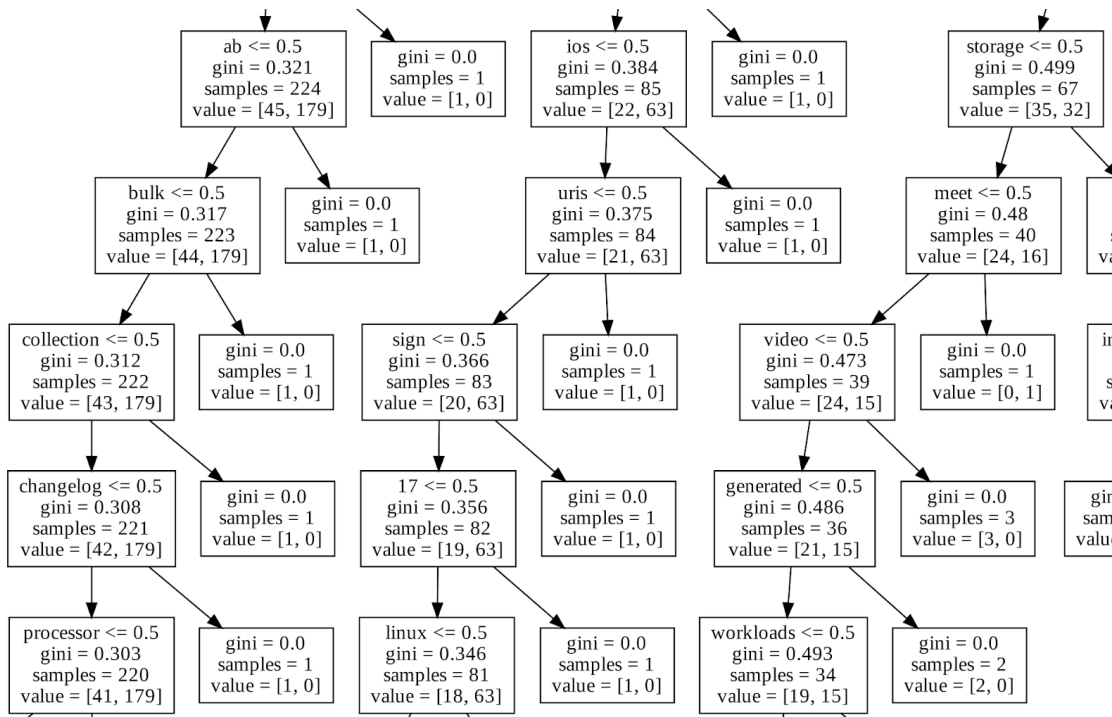 ab <= 0.5
gini = 0.321
samples = 224
value = [45, 179]
gini = 0.0
samples = 1
value = [1, 0]
ios <= 0.5
gini = 0.384
samples = 85
value = [22, 63]
gini = 0.0
samples = 1
value = [1, 0]
storage <= 0.5
gini = 0.499
samples = 67
value = [35, 32]
bulk <= 0.5
gini = 0.317
samples = 223
value = [44, 179]
gini = 0.0
samples = 1
value = [1, 0]
uris <= 0.5
gini = 0.375
samples = 84
value = [21, 63]
gini = 0.0
samples = 1
value = [1, 0]
meet <= 0.5
gini = 0.48
samples = 40
value = [24, 16]
collection <= 0.5
gini = 0.312
samples = 222
value = [43, 179]
gini = 0.0
samples = 1
value = [1, 0]
sign <= 0.5
gini = 0.366
samples = 83
value = [20, 63]
gini = 0.0
samples = 1
value = [1, 0]
video <= 0.5
gini = 0.473
samples = 39
value = [24, 15]
gini = 0.0
samples = 1
value = [0, 1]
changelog <= 0.5
gini = 0.308
samples = 221
value = [42, 179]
gini = 0.0
samples = 1
value = [1, 0]
17 <= 0.5
gini = 0.356
samples = 82
value = [19, 63]
gini = 0.0
samples = 1
value = [1, 0]
generated <= 0.5
gini = 0.486
samples = 36
value = [21, 15]
gini = 0.0
samples = 3
value = [3, 0]
processor <= 0.5
gini = 0.303
samples = 220
value = [41, 179]
gini = 0.0
samples = 1
value = [1, 0]
linux <= 0.5
gini = 0.346
samples = 81
value = [18, 63]
gini = 0.0
samples = 1
value = [1, 0]
workloads <= 0.5
gini = 0.493
samples = 34
value = [19, 15]
gini = 0.0
samples = 2
value = [2, 0]